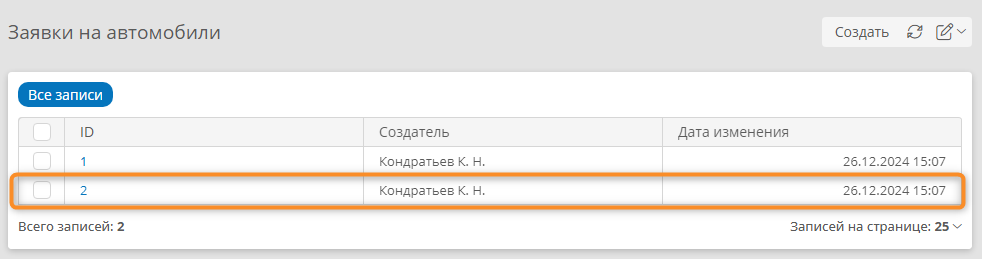 Заявки на автомобили
Создать
Все записи
ID Создатель Дата изменения
1 Кондратьев К. Н. 26.12.2024 15:07
2 Кондратьев К. Н. 26.12.2024 15:07
Всего записей: 2 Записей на странице: 25